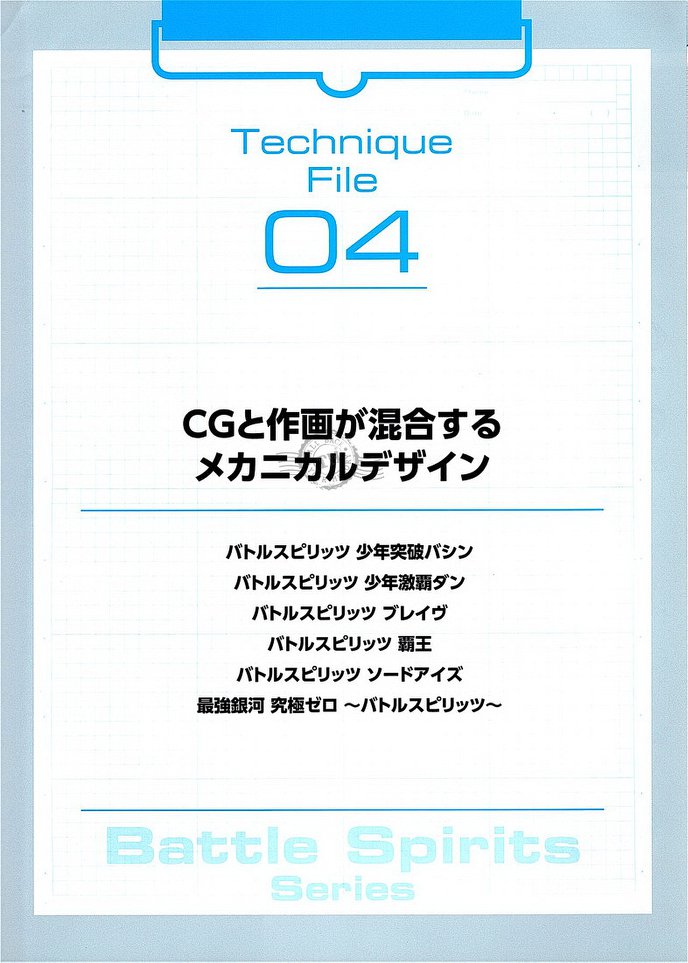 Technique
File
04
CGと作画が混合する
メカニカルデザイン
バトルスピリッツ 少年突破バシン
バトルスピリッツ 少年激覇ダン
バトルスピリッツ ブレイヴ
バトルスピリッツ 覇王
バトルスピリッツ ソードアイズ
最強銀河 究極ゼロ 〜バトルスピリッツ〜
Battle Spirits
Series